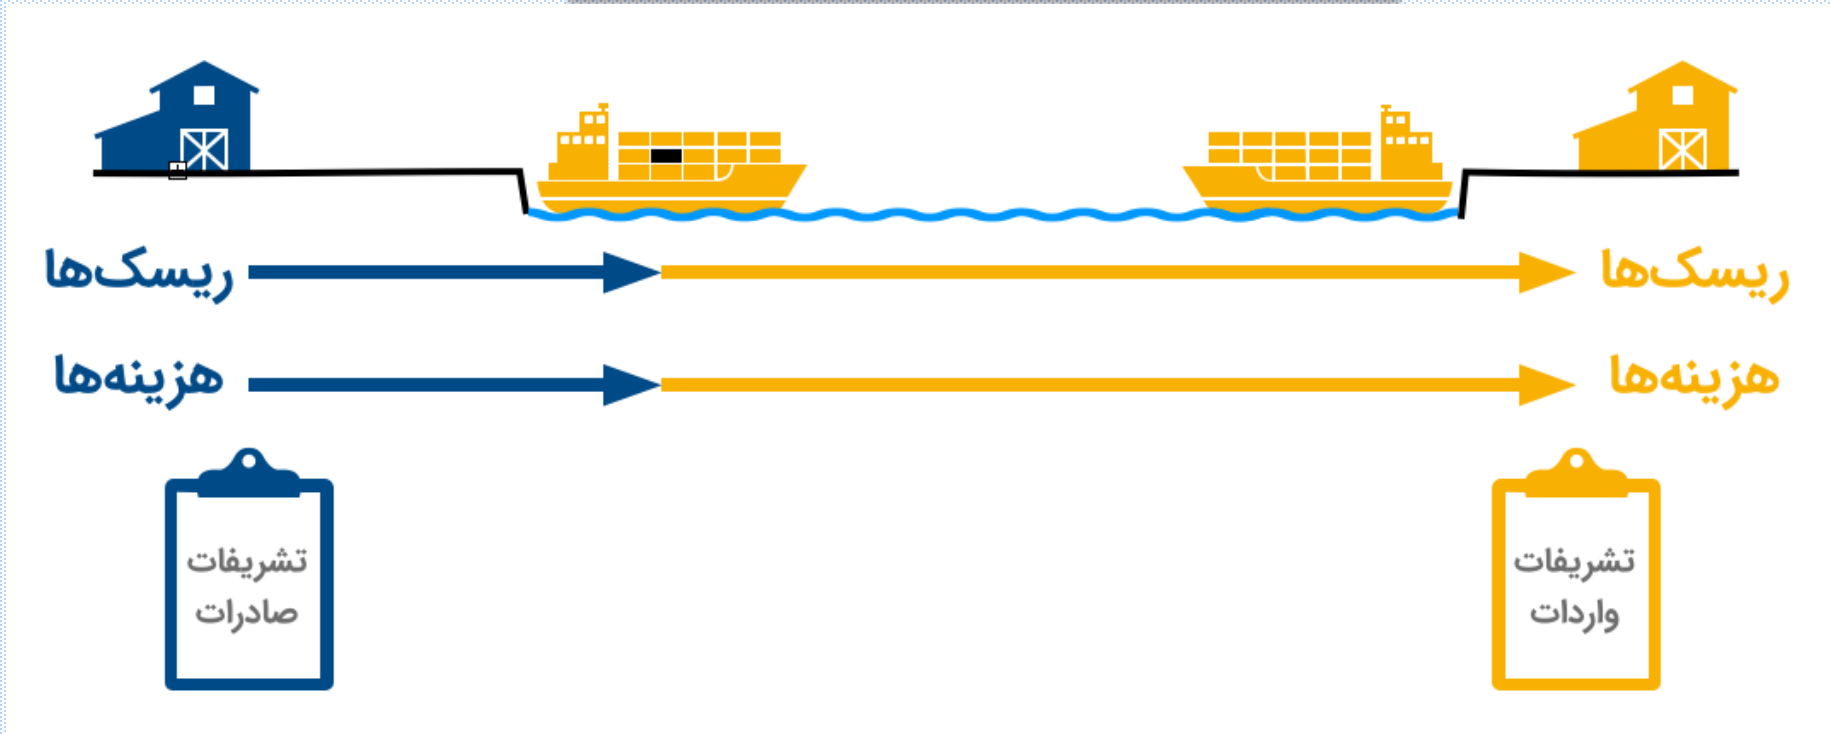 ریسک‌ها
ریسک‌ها
هزینه‌ها
هزینه‌ها
تشریفات
صادرات
تشریفات
واردات